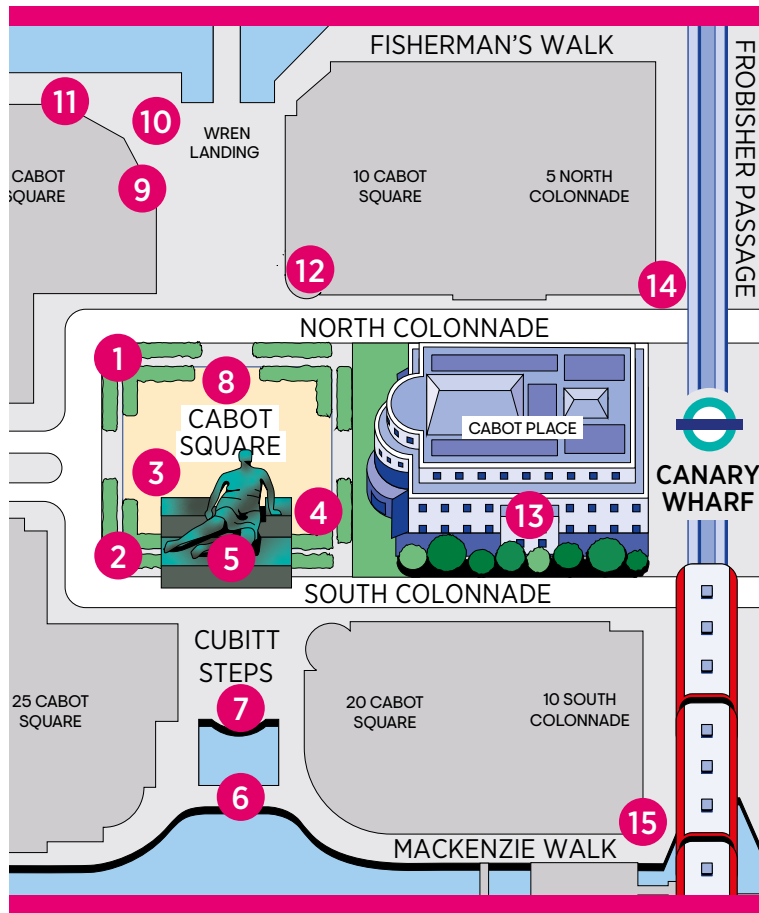 FISHERMAN'S WALK
FROBISHER PASSAGE
11
10
WREN
LANDING
CABOT
SQUARE
9
10 CABOT
SQUARE
5 NORTH
COLONNADE
12
14
NORTH COLONNADE
1
8
CABOT
SQUARE
CABOT PLACE
3
4
13
CANARY
WHARF
2
5
SOUTH COLONNADE
CUBITT
STEPS
25 CABOT
SQUARE
7
20 CABOT
SQUARE
10 SOUTH
COLONNADE
6
15
MACKENZIE WALK